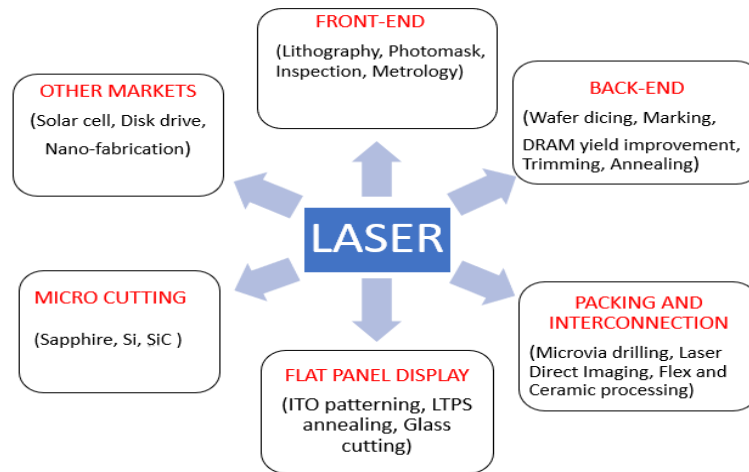 FRONT-END
(Lithography, Photomask,
Inspection, Metrology)
OTHER MARKETS
(Solar cell, Disk drive,
Nano-fabrication)
BACK-END
(Wafer dicing, Marking,
DRAM yield improvement,
Trimming, Annealing)
LASER
MICRO CUTTING
(Sapphire, Si, SiC )
PACKING AND
INTERCONNECTION
(Microvia drilling, Laser
Direct Imaging, Flex and
Ceramic processing)
FLAT PANEL DISPLAY
(ITO patterning, LTPS
annealing, Glass
cutting)